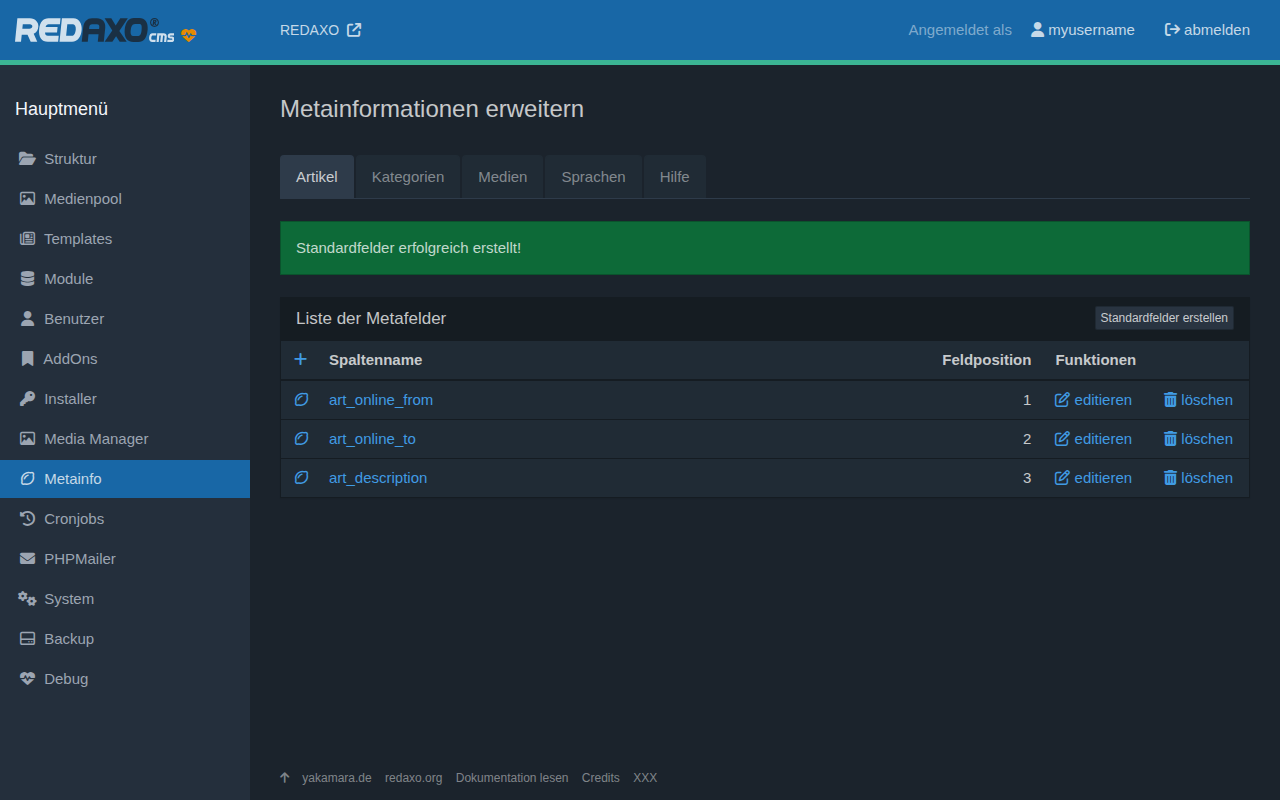 REDAXO® cms
REDAXO
Angemeldet als myusername abmelden
Hauptmenü
Struktur
Medienpool
Templates
Module
Benutzer
AddOns
Installer
Media Manager
Metainfo
Cronjobs
PHPMailer
System
Backup
Debug
Metainformationen erweitern
Artikel Kategorien Medien Sprachen Hilfe
Standardfelder erfolgreich erstellt!
Liste der Metafelder Standardfelder erstellen
Spaltenname Feldposition Funktionen
art_online_from 1 editieren löschen
art_online_to 2 editieren löschen
art_description 3 editieren löschen
yakamara.de redaxo.org Dokumentation lesen Credits XXX